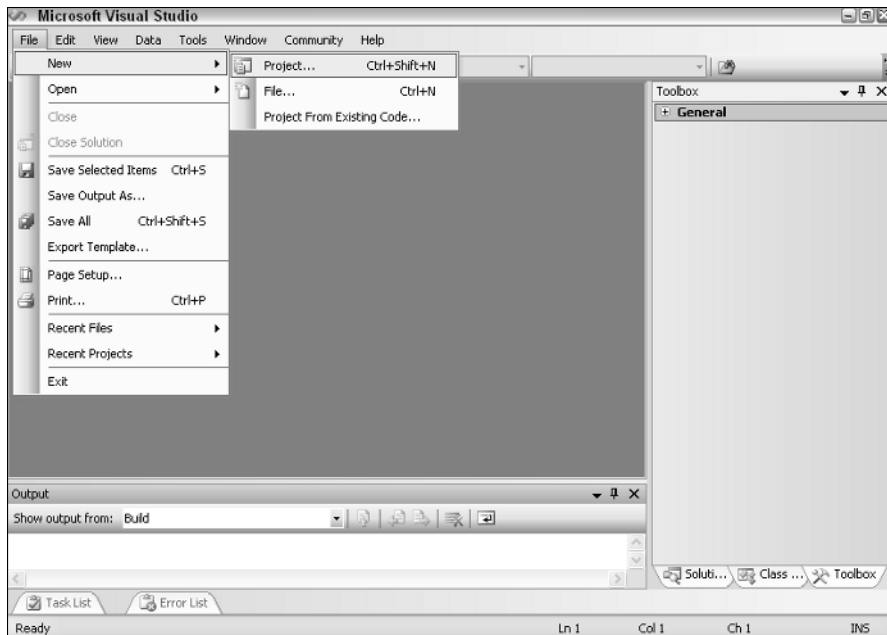 Microsoft Visual Studio
File Edit View Data Tools Window Community Help
New
Open
Close
Close Solution
Save Selected Items Ctrl+S
Save Output As...
Save All Ctrl+Shift+S
Export Template...
Page Setup...
Print... Ctrl+P
Recent Files
Recent Projects
Exit
Project... Ctrl+Shift+N
File... Ctrl+N
Project From Existing Code...
Toolbox
General
Output
Show output from: Build
Soluti... Class ... Toolbox
Task List Error List
Ready Ln 1 Col 1 Ch 1 INS